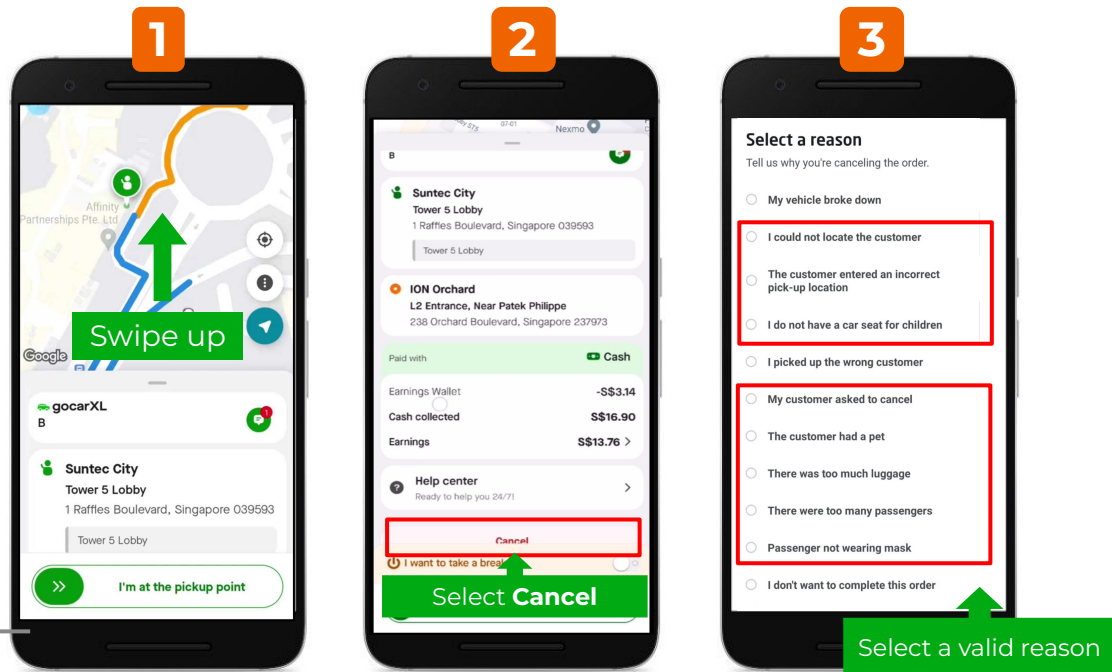 1
Affinity
Partnerships Pte. Ltd
Swipe up
Google
gocarXL
B
1
Suntec City
Tower 5 Lobby
1 Raffles Boulevard, Singapore 039593
Tower 5 Lobby
I'm at the pickup point
2
07-01
Nexmo
B
Suntec City
Tower 5 Lobby
1 Raffles Boulevard, Singapore 039593
Tower 5 Lobby
ION Orchard
L2 Entrance, Near Patek Philippe
238 Orchard Boulevard, Singapore 237973
Paid with
Cash
Earnings Wallet
-S$3.14
Cash collected
S$16.90
Earnings
S$13.76 >
Help center
Ready to help you 24/7!
Cancel
I want to take a break
Select Cancel
3
Select a reason
Tell us why you're canceling the order.
My vehicle broke down
I could not locate the customer
The customer entered an incorrect
pick-up location
I do not have a car seat for children
I picked up the wrong customer
My customer asked to cancel
The customer had a pet
There was too much luggage
There were too many passengers
Passenger not wearing mask
I don't want to complete this order
Select a valid reason